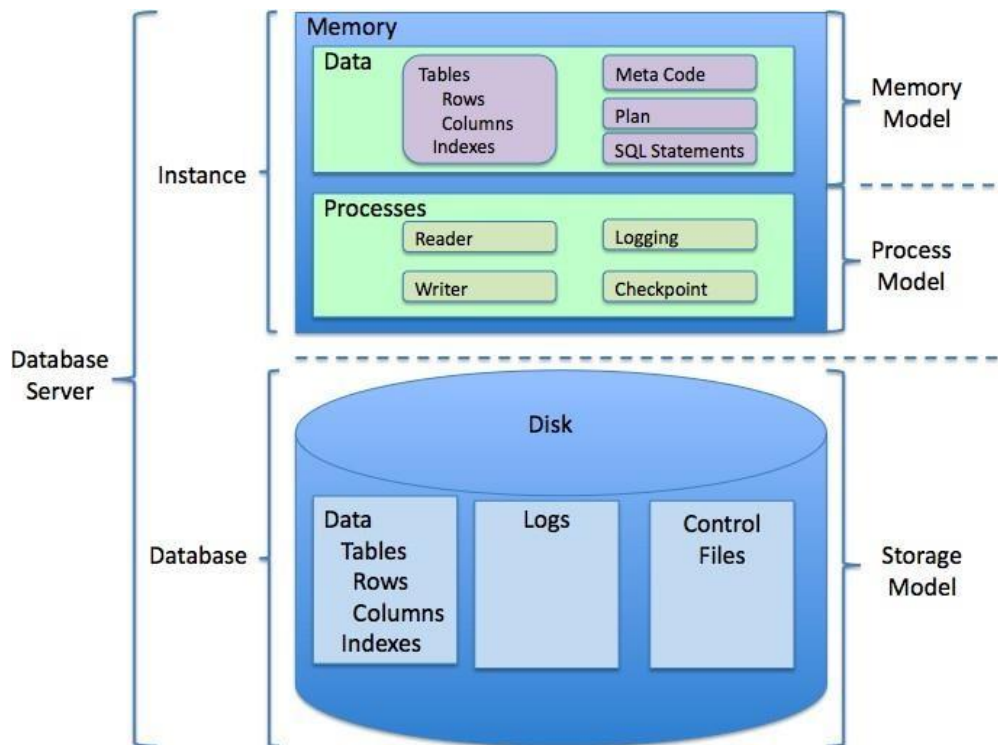 Memory
Data
Tables
Rows
Columns
Indexes
Meta Code
Plan
SQL Statements
Memory
Model
Instance
Processes
Reader
Logging
Writer
Checkpoint
Process
Model
Database
Server
Disk
Data
Tables
Rows
Columns
Indexes
Logs
Control
Files
Database
Storage
Model